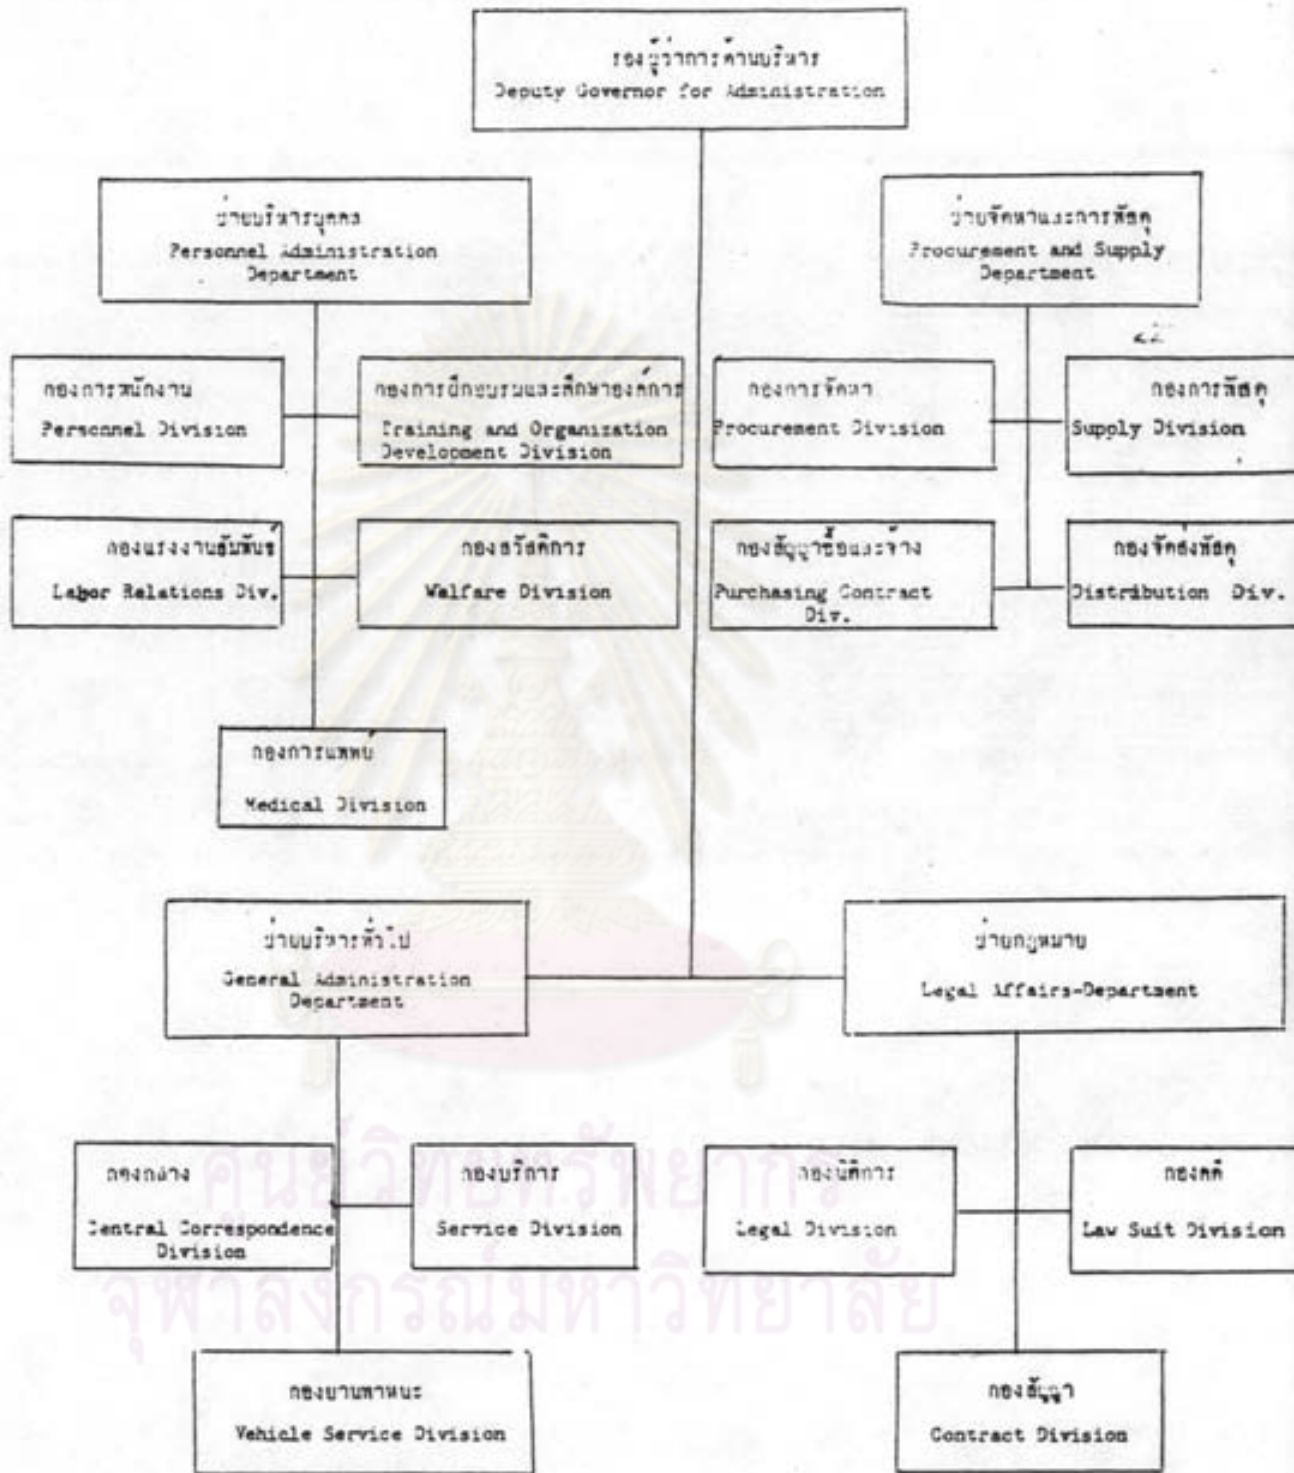 รองผู้ว่าการด้านบริหาร
Deputy Governor for Administration
ฝ่ายบริหารบุคคล
Personnel Administration
Department
ฝ่ายจัดหาและการพัสดุ
Procurement and Supply
Department
กองการพนักงาน
Personnel Division
กองการฝึกอบรมและศึกษาองค์การ
Training and Organization
Development Division
กองการจัดหา
Procurement Division
กองการพัสดุ
Supply Division
กองแรงงานสัมพันธ์
Labor Relations Div.
กองสวัสดิการ
Welfare Division
กองสัญญาซื้อและจ้าง
Purchasing Contract
Div.
กองจัดส่งพัสดุ
Distribution Div.
กองการแพทย์
Medical Division
ฝ่ายบริหารทั่วไป
General Administration
Department
ฝ่ายกฎหมาย
Legal Affairs-Department
กองกลาง
Central Correspondence
Division
กองบริการ
Service Division
กองนิติการ
Legal Division
กองคดี
Law Suit Division
ศูนย์วิทยทรัพยากร
จุฬาลงกรณ์มหาวิทยาลัย
กองยานพาหนะ
Vehicle Service Division
กองสัญญา
Contract Division